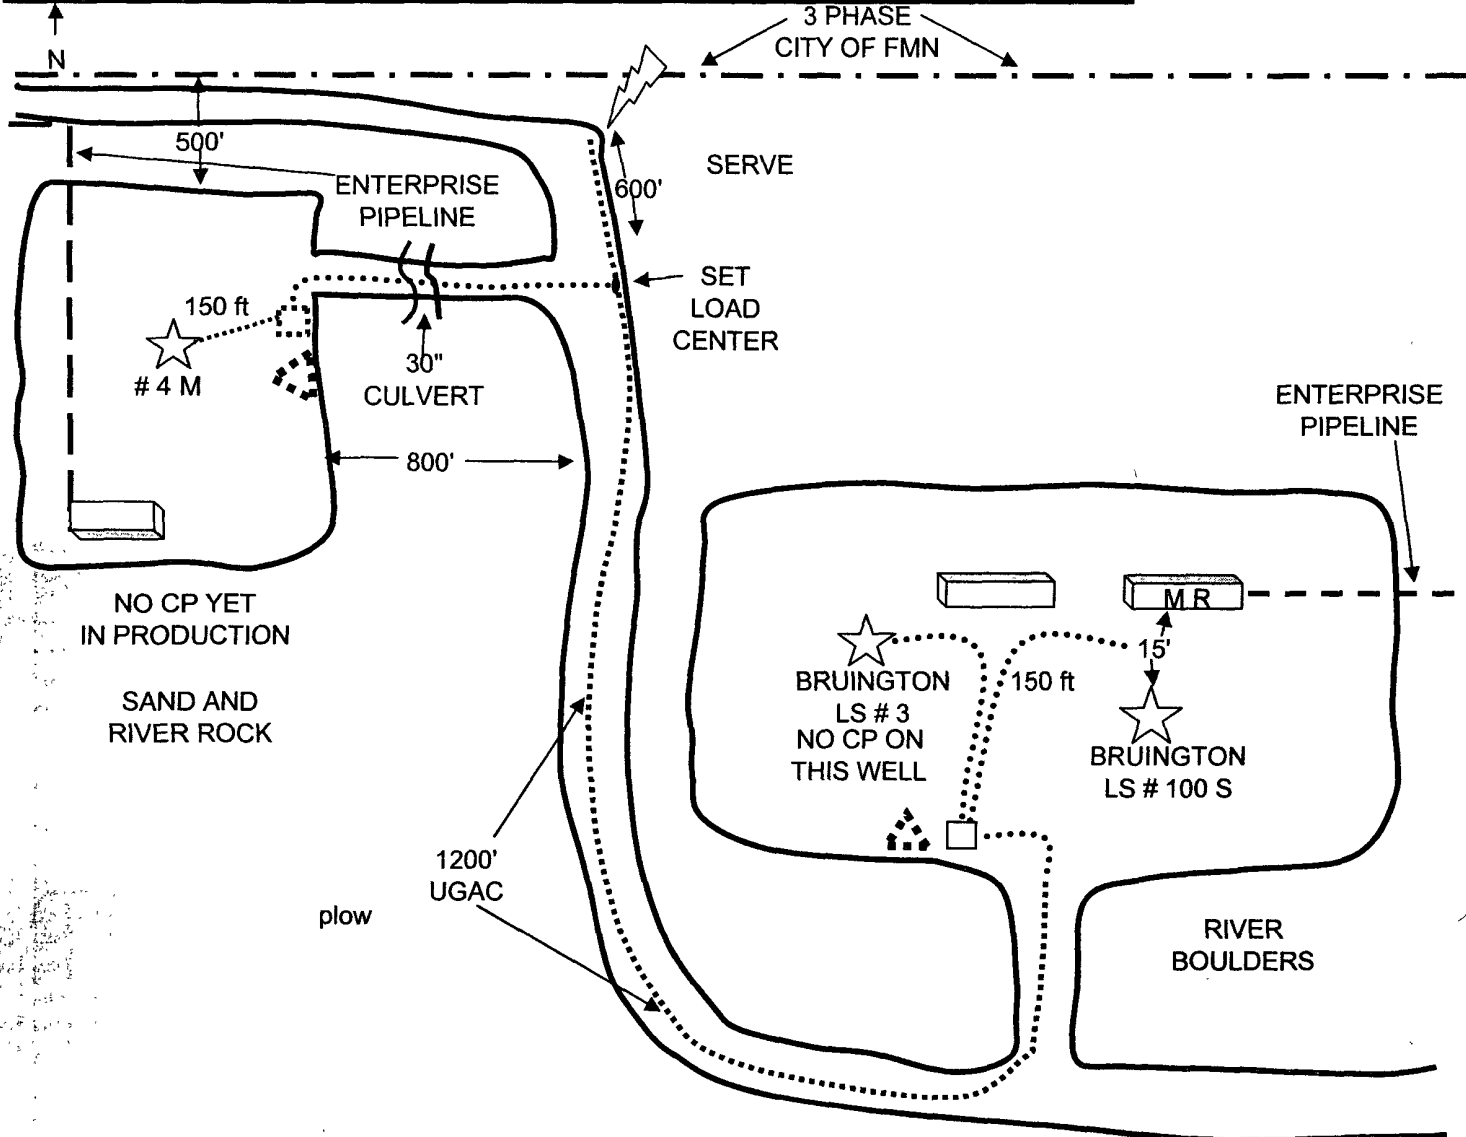 3 PHASE
CITY OF FMN
N
500'
ENTERPRISE
PIPELINE
600'
SERVE
SET
LOAD
CENTER
150 ft
# 4 M
30"
CULVERT
800'
ENTERPRISE
PIPELINE
NO CP YET
IN PRODUCTION
SAND AND
RIVER ROCK
M R
15'
150 ft
BRUINGTON
LS # 3
NO CP ON
THIS WELL
BRUINGTON
LS # 100 S
1200'
UGAC
plow
RIVER
BOULDERS